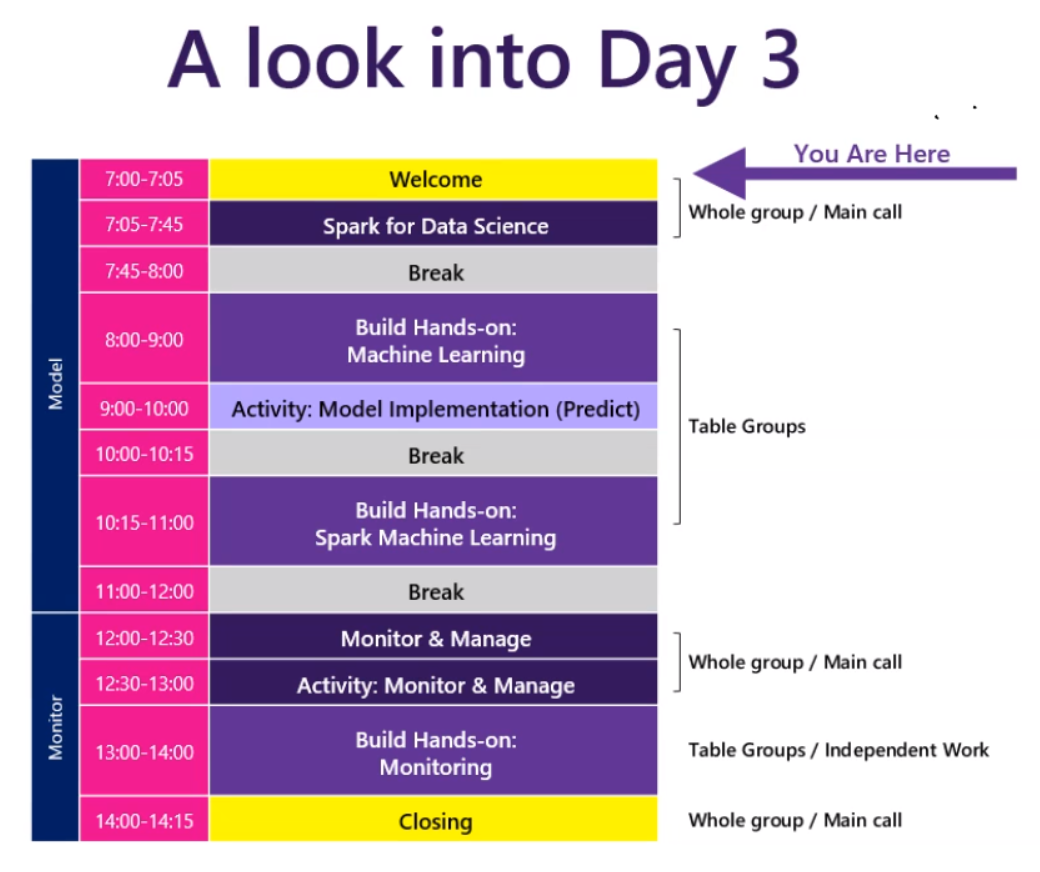 A look into Day 3
You Are Here
Model
7:00-7:05
Welcome
Whole group / Main call
7:05-7:45
Spark for Data Science
7:45-8:00
Break
8:00-9:00
Build Hands-on:
Machine Learning
9:00-10:00
Activity: Model Implementation (Predict)
Table Groups
10:00-10:15
Break
10:15-11:00
Build Hands-on:
Spark Machine Learning
11:00-12:00
Break
Monitor
12:00-12:30
Monitor & Manage
Whole group / Main call
12:30-13:00
Activity: Monitor & Manage
13:00-14:00
Build Hands-on:
Monitoring
Table Groups / Independent Work
14:00-14:15
Closing
Whole group / Main call